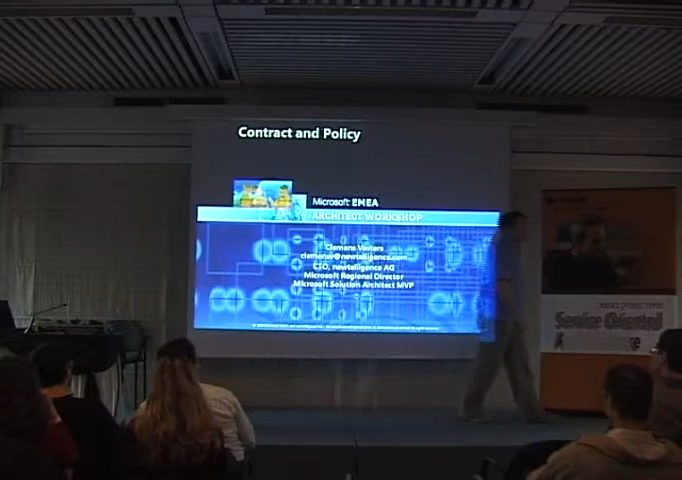 Contract and Policy
Microsoft EMEA
ARCHITECT WORKSHOP
Clemens Vasters
clemensv@newtelligence.com
CTO, newtelligence AG
Microsoft Regional Director
Microsoft Solution Architect MVP
Service Oriented